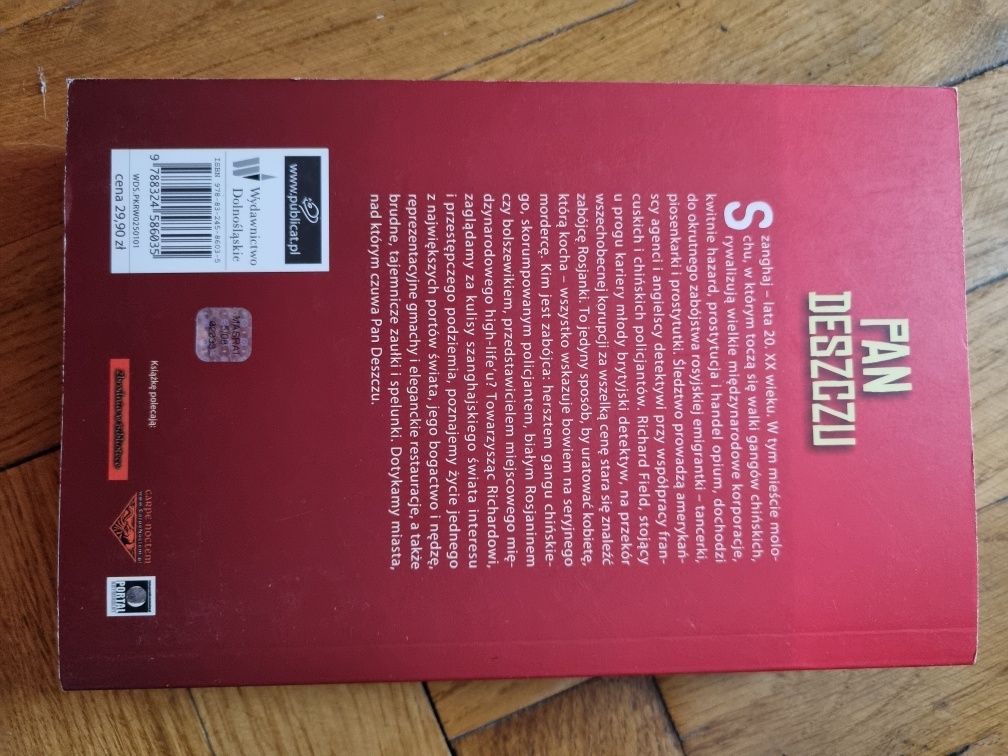 PAN
DESZCZU
Szanghaj – lata 20. XX wieku. W tym mieście molo-
chu, w którym toczą się walki gangów chińskich,
rywalizują wielkie międzynarodowe korporacje,
kwitnie hazard, prostytucja i handel opium, dochodzi
do okrutnego zabójstwa rosyjskiej emigrantki – tancerki,
piosenkarki i prostytutki. Śledztwo prowadzą amerykań-
scy agenci i angielscy detektywi przy współpracy fran-
cuskich i chińskich policjantów. Richard Field, stojący
u progu kariery młody brytyjski detektyw, na przekór
wszechobecnej korupcji za wszelką cenę stara się znaleźć
zabójcę Rosjanki. To jedyny sposób, by uratować kobietę,
którą kocha – wszystko wskazuje bowiem na seryjnego
mordercę. Kim jest zabójca: hersztem gangu chińskie-
go, skorumpowanym policjantem, białym Rosjaninem
czy bolszewikiem, przedstawicielem miejscowego mię-
dzynarodowego high-life'u? Towarzysząc Richardowi,
zaglądamy za kulisy szanghajskiego świata interesu
i przestępczego podziemia, poznajemy życie jednego
z największych portów świata, jego bogactwo i nędzę,
reprezentacyjne gmachy i eleganckie restauracje, a także
brudne, tajemnicze zaułki i spelunki. Dotykamy miasta,
nad którym czuwa Pan Deszczu.
www.publicat.pl
Wydawnictwo
Dolnośląskie
ISBN 978-83-245-8603-5
9 788324 586035
WDS.PKRW0250101
cena 29,90 zł
Książkę polecają:
Zbrodnia w Bibliotece
CARPE NOCTEM
PORTAL